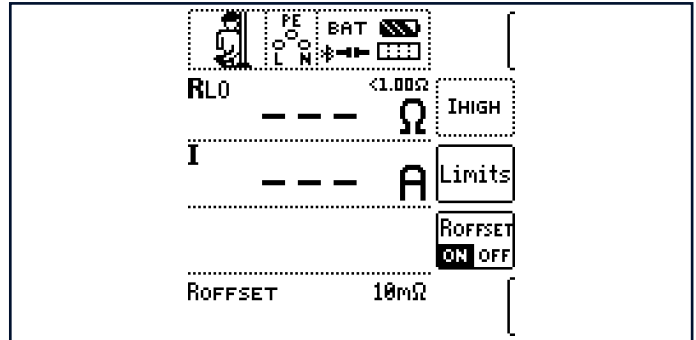 PE
BAT
L N
RLO <1.00Ω
--- Ω
IHIGH
I
--- A
Limits
ROFFSET
ON OFF
ROFFSET 10mΩ